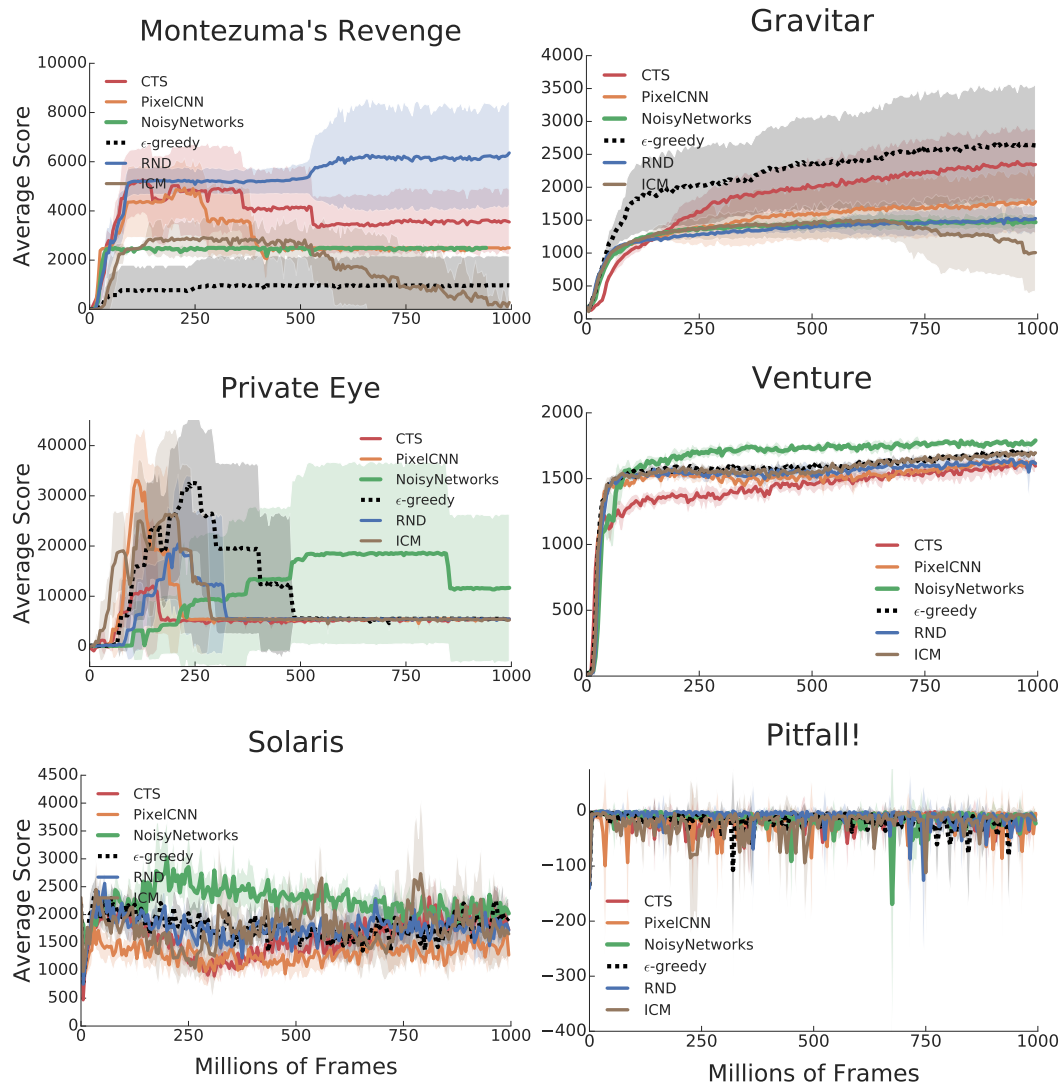 Montezuma's Revenge
Average Score
10000
8000
6000
4000
2000
0
0
250
500
750
1000
CTS
PixelCNN
NoisyNetworks
ϵ-greedy
RND
ICM
Gravitar
4000
3500
3000
2500
2000
1500
1000
500
0
0
250
500
750
1000
CTS
PixelCNN
NoisyNetworks
ϵ-greedy
RND
ICM
Private Eye
Average Score
40000
30000
20000
10000
0
0
250
500
750
1000
CTS
PixelCNN
NoisyNetworks
ϵ-greedy
RND
ICM
Venture
2000
1500
1000
500
0
0
250
500
750
1000
CTS
PixelCNN
NoisyNetworks
ϵ-greedy
RND
ICM
Solaris
Average Score
4500
4000
3500
3000
2500
2000
1500
1000
500
0
0
250
500
750
1000
CTS
PixelCNN
NoisyNetworks
ϵ-greedy
RND
ICM
Millions of Frames
Pitfall!
0
−100
−200
−300
−400
0
250
500
750
1000
CTS
PixelCNN
NoisyNetworks
ϵ-greedy
RND
ICM
Millions of Frames